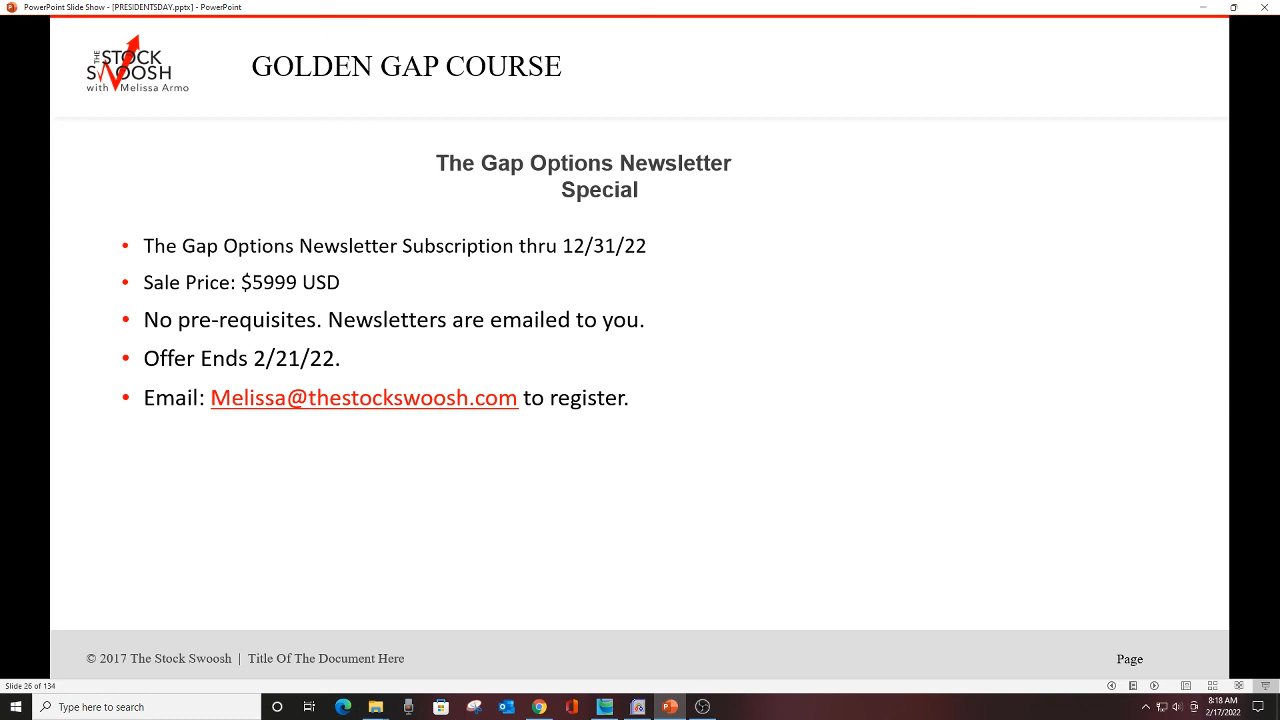 PowerPoint Slide Show - [PRESIDENTSDAY.pptx] - PowerPoint
THE
STOCK
SWOOSH
with Melissa Armo
GOLDEN GAP COURSE
The Gap Options Newsletter
Special
• The Gap Options Newsletter Subscription thru 12/31/22
• Sale Price: $5999 USD
• No pre-requisites. Newsletters are emailed to you.
• Offer Ends 2/21/22.
• Email: Melissa@thestockswoosh.com to register.
© 2017 The Stock Swoosh | Title Of The Document Here
Page
Slide 26 of 134
Type here to search
8:18 AM
2/17/2022